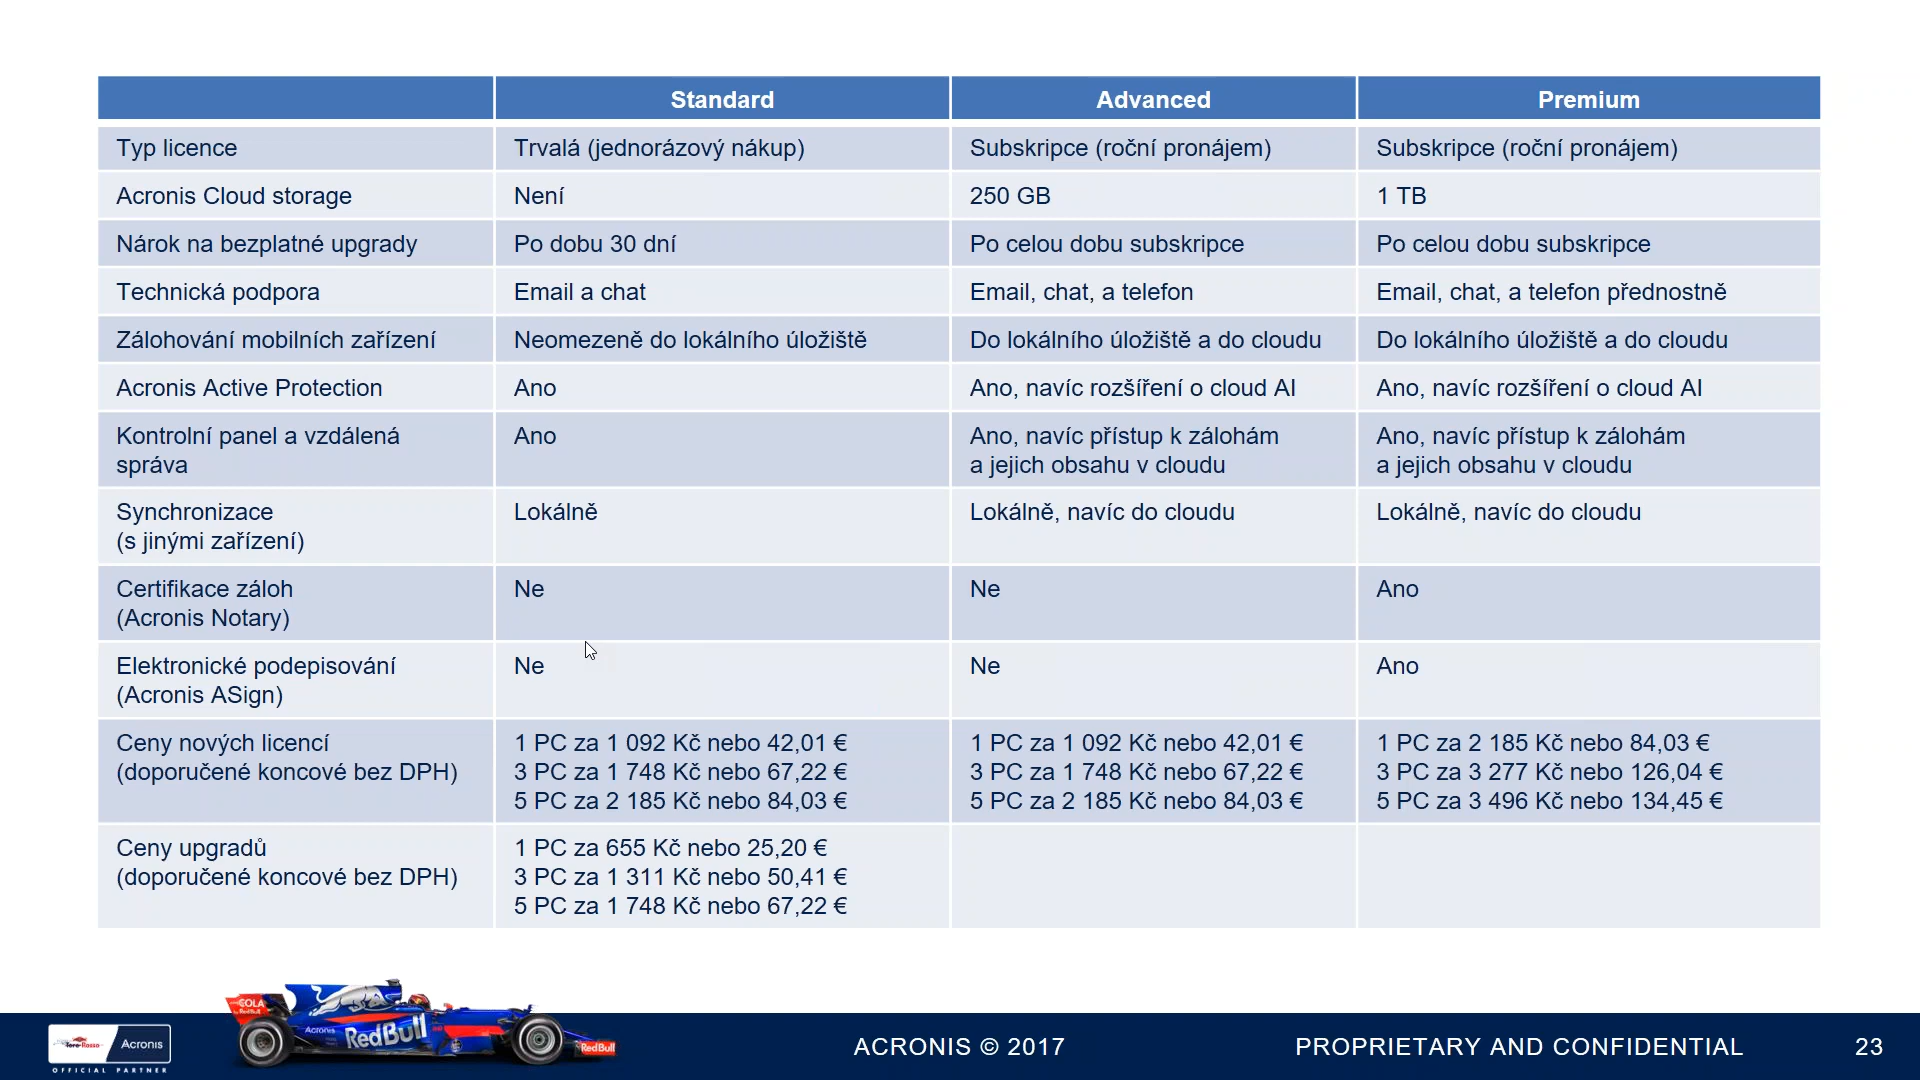 Standard Advanced Premium
Typ licence Trvalá (jednorázový nákup) Subskripce (roční pronájem) Subskripce (roční pronájem)
Acronis Cloud storage Není 250 GB 1 TB
Nárok na bezplatné upgrady Po dobu 30 dní Po celou dobu subskripce Po celou dobu subskripce
Technická podpora Email a chat Email, chat, a telefon Email, chat, a telefon přednostně
Zálohování mobilních zařízení Neomezeně do lokálního úložiště Do lokálního úložiště a do cloudu Do lokálního úložiště a do cloudu
Acronis Active Protection Ano Ano, navíc rozšíření o cloud AI Ano, navíc rozšíření o cloud AI
Kontrolní panel a vzdálená Ano Ano, navíc přístup k zálohám Ano, navíc přístup k zálohám
správa a jejich obsahu v cloudu a jejich obsahu v cloudu
Synchronizace Lokálně Lokálně, navíc do cloudu Lokálně, navíc do cloudu
(s jinými zařízení)
Certifikace záloh Ne Ne Ano
(Acronis Notary)
Elektronické podepisování Ne Ne Ano
(Acronis ASign)
Ceny nových licencí 1 PC za 1 092 Kč nebo 42,01 € 1 PC za 1 092 Kč nebo 42,01 € 1 PC za 2 185 Kč nebo 84,03 €
(doporučené koncové bez DPH) 3 PC za 1 748 Kč nebo 67,22 € 3 PC za 1 748 Kč nebo 67,22 € 3 PC za 3 277 Kč nebo 126,04 €
5 PC za 2 185 Kč nebo 84,03 € 5 PC za 2 185 Kč nebo 84,03 € 5 PC za 3 496 Kč nebo 134,45 €
Ceny upgradů 1 PC za 655 Kč nebo 25,20 €
(doporučené koncové bez DPH) 3 PC za 1 311 Kč nebo 50,41 €
5 PC za 1 748 Kč nebo 67,22 €
COLA
Acronis RedBull RedBull
Toro Rosso Acronis
OFFICIAL PARTNER
ACRONIS © 2017 PROPRIETARY AND CONFIDENTIAL 23